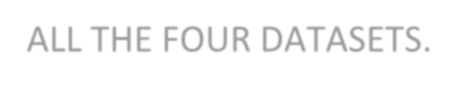 ALL THE FOUR DATASETS.